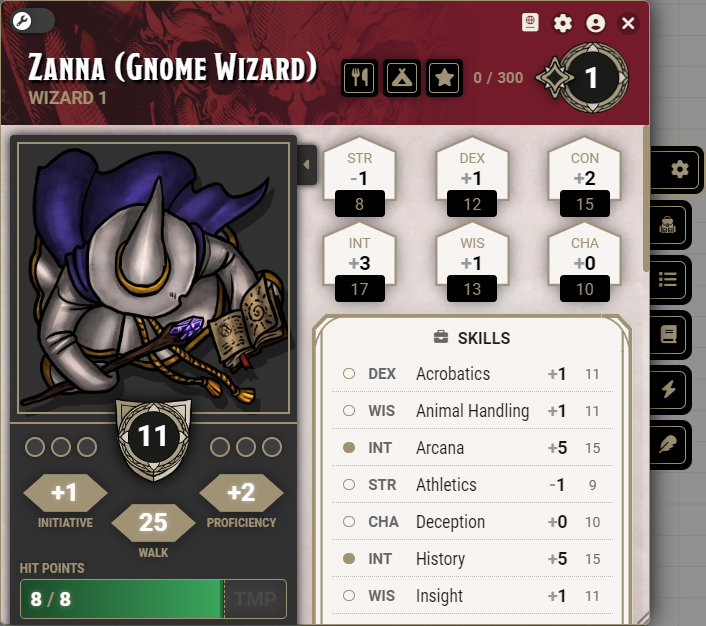 Zanna (Gnome Wizard)
WIZARD 1
0 / 300
1
STR
-1
8
DEX
+1
12
CON
+2
15
INT
+3
17
WIS
+1
13
CHA
+0
10
11
+1
INITIATIVE
25
WALK
+2
PROFICIENCY
HIT POINTS
8 / 8
TMP
SKILLS
DEX Acrobatics +1 11
WIS Animal Handling +1 11
INT Arcana +5 15
STR Athletics -1 9
CHA Deception +0 10
INT History +5 15
WIS Insight +1 11